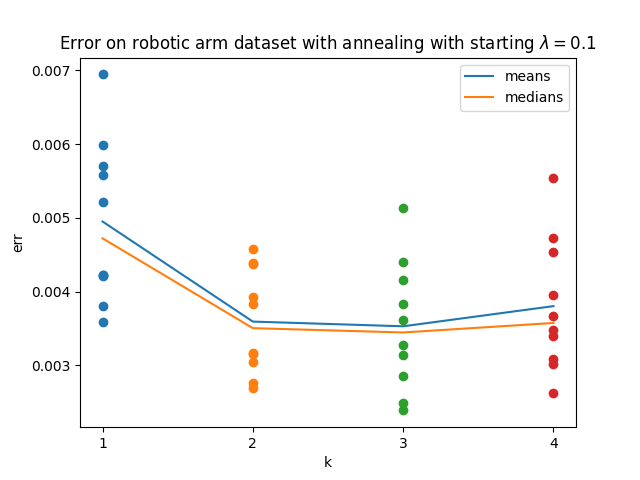 Error on robotic arm dataset with annealing with starting λ = 0.1
means
medians
0.007
0.006
0.005
0.004
0.003
err
1 2 3 4
k